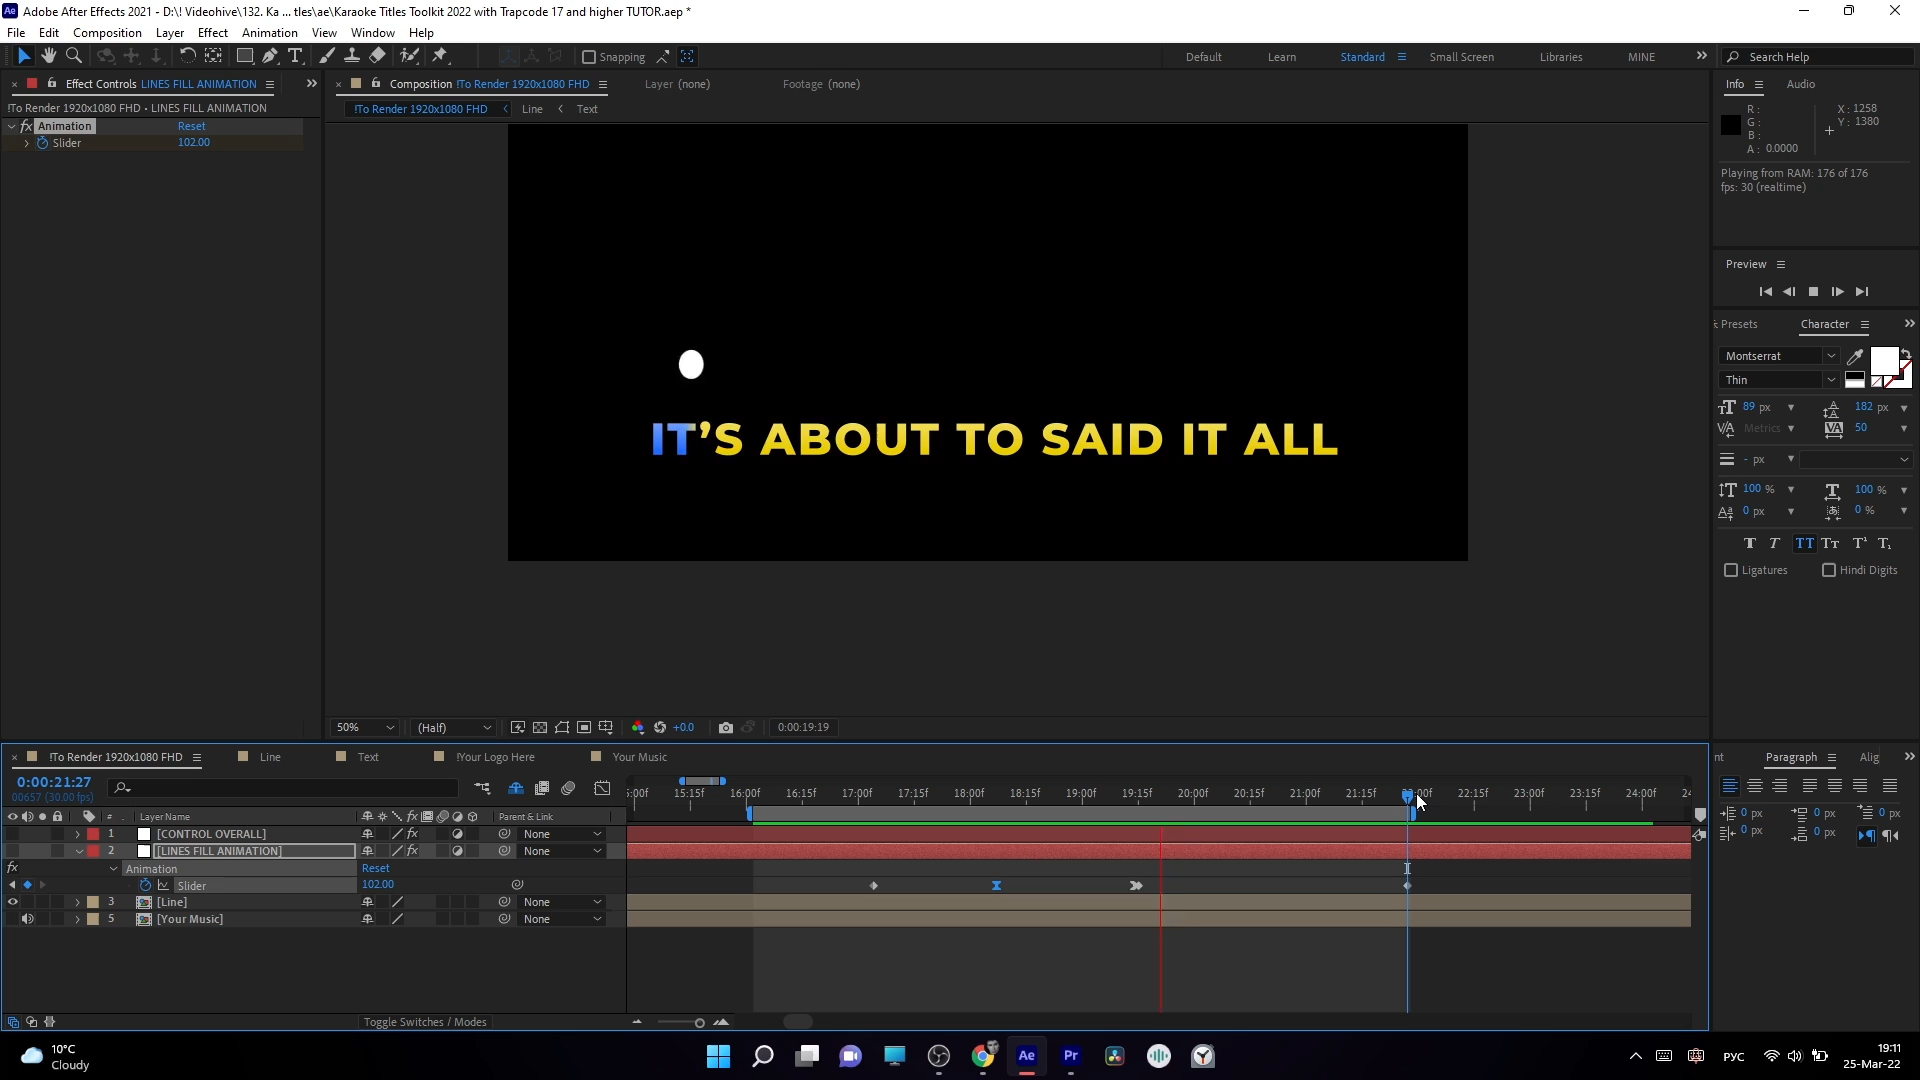 Adobe After Effects 2021 - D:\! Videohive\132. Ka ... tles\ae\Karaoke Titles Toolkit 2022 with Trapcode 17 and higher TUTOR.aep *
File Edit Composition Layer Effect Animation View Window Help
Snapping Default Learn Standard Small Screen Libraries MINE Search Help
Effect Controls LINES FILL ANIMATION
!To Render 1920x1080 FHD • LINES FILL ANIMATION
fx Animation Reset
Slider 102.00
Composition !To Render 1920x1080 FHD Layer (none) Footage (none)
!To Render 1920x1080 FHD < Line < Text
IT'S ABOUT TO SAID IT ALL
50% (Half) +0.0 0:00:19:19
Info Audio
R: X: 1258
G: Y: 1380
B:
A: 0.0000
Playing from RAM: 176 of 176
fps: 30 (realtime)
Preview
Presets Character
Montserrat
Thin
89 px 182 px
Metrics 50
- px
100 % 100 %
0 px 0 %
Ligatures Hindi Digits
nt Paragraph Alig
0 px 0 px 0 px
0 px 0 px
!To Render 1920x1080 FHD Line Text !Your Logo Here Your Music
0:00:21:27
00657 (30.00 fps)
5:00f 15:15f 16:00f 16:15f 17:00f 17:15f 18:00f 18:15f 19:00f 19:15f 20:00f 20:15f 21:00f 21:15f 22:00f 22:15f 23:00f 23:15f 24:00f 24
# Layer Name Parent & Link
1 [CONTROL OVERALL] None
2 [LINES FILL ANIMATION] None
fx Animation Reset
Slider 102.00
3 [Line] None
5 [Your Music] None
Toggle Switches / Modes
10°C
Cloudy
РУС
19:11
25-Mar-22